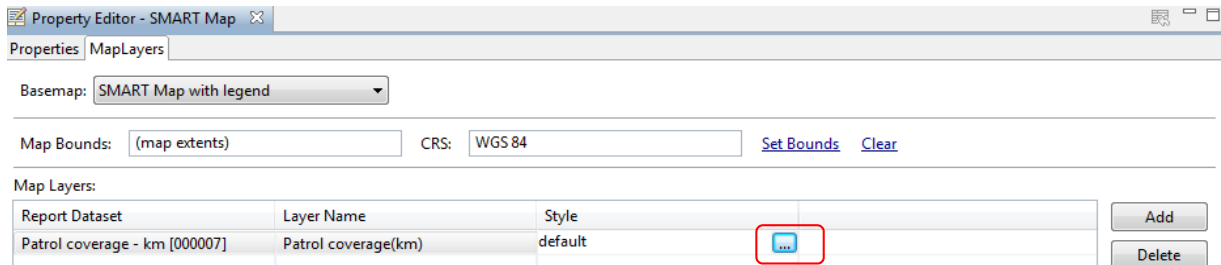 Property Editor - SMART Map
Properties MapLayers
Basemap: SMART Map with legend
Map Bounds: (map extents) CRS: WGS 84 Set Bounds Clear
Map Layers:
Report Dataset Layer Name Style Add
Patrol coverage - km [000007] Patrol coverage(km) default ... Delete